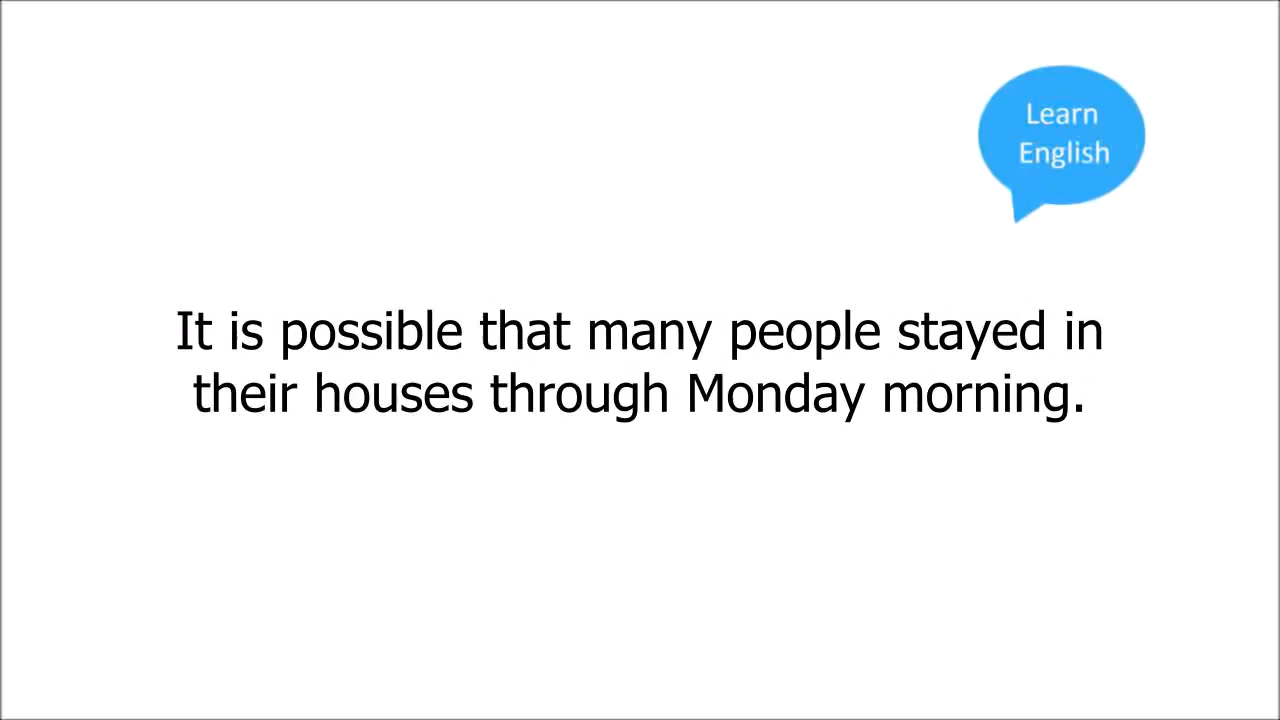 Learn
English
It is possible that many people stayed in
their houses through Monday morning.